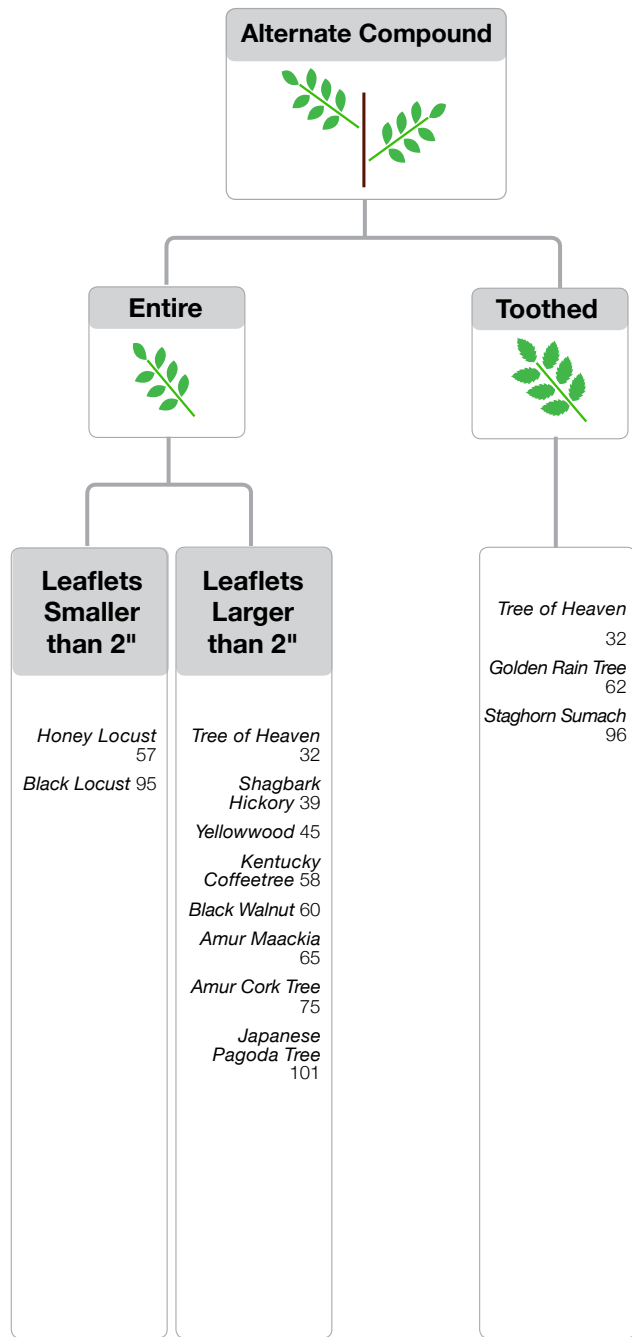 Alternate Compound
Entire
Toothed
Leaflets
Smaller
than 2"
Honey Locust
57
Black Locust 95
Leaflets
Larger
than 2"
Tree of Heaven
32
Shagbark
Hickory 39
Yellowwood 45
Kentucky
Coffeetree 58
Black Walnut 60
Amur Maackia
65
Amur Cork Tree
75
Japanese
Pagoda Tree
101
Tree of Heaven
32
Golden Rain Tree
62
Staghorn Sumach
96